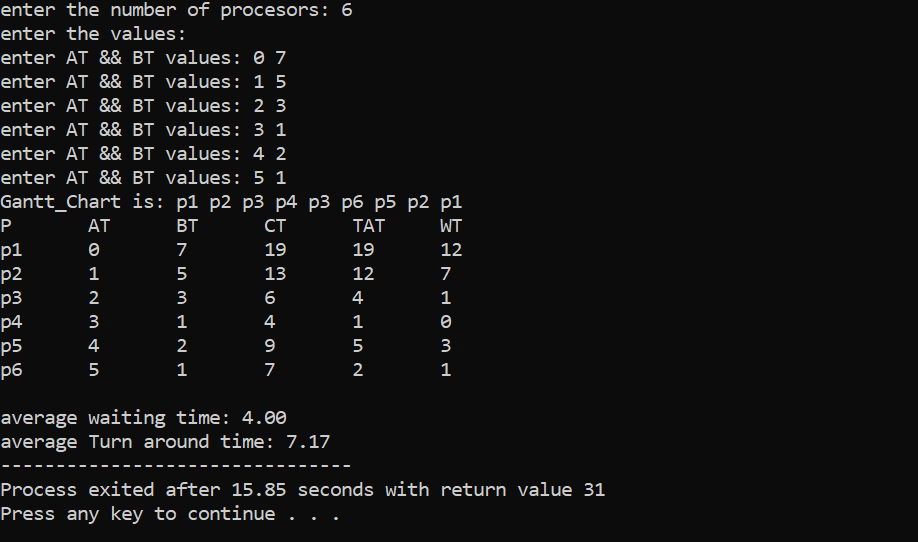 enter the number of procesors: 6
enter the values:
enter AT && BT values: 0 7
enter AT && BT values: 1 5
enter AT && BT values: 2 3
enter AT && BT values: 3 1
enter AT && BT values: 4 2
enter AT && BT values: 5 1
Gantt_Chart is: p1 p2 p3 p4 p3 p6 p5 p2 p1
P AT BT CT TAT WT
p1 0 7 19 19 12
p2 1 5 13 12 7
p3 2 3 6 4 1
p4 3 1 4 1 0
p5 4 2 9 5 3
p6 5 1 7 2 1
average waiting time: 4.00
average Turn around time: 7.17
--------------------------------
Process exited after 15.85 seconds with return value 31
Press any key to continue . . .